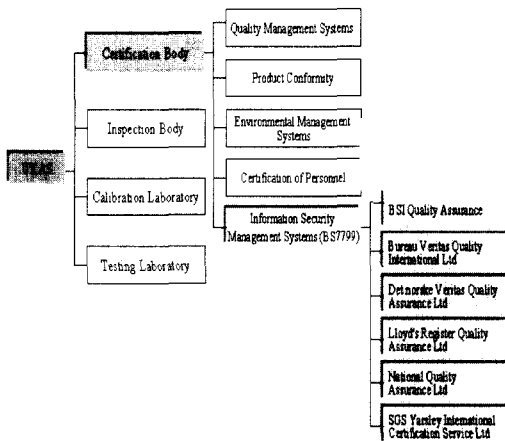 Quality Management Systems
Certification Body
Product Conformity
Inspection Body
Environmental Management
Systems
UKAS
Certification of Personnel
Calibration Laboratory
Information Security
Management Systems (BS7799)
Testing Laboratory
BSI Quality Assurance
Bureau Veritas Quality
International Ltd
Det norske Veritas Quality
Assurance Ltd
Lloyd's Register Quality
Assurance Ltd
National Quality
Assurance Ltd
SGS Yarsley International
Certification Service Ltd